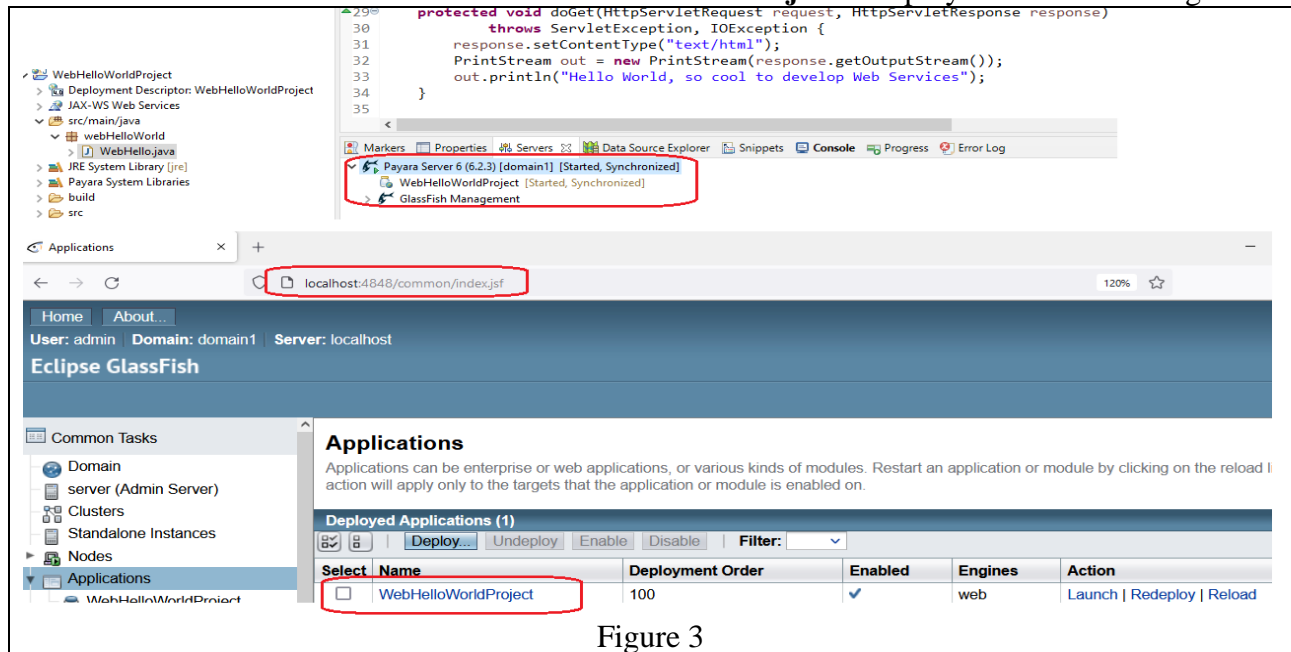 29 protected void doGet(HttpServletRequest request, HttpServletResponse response)
30 throws ServletException, IOException {
31 response.setContentType("text/html");
32 PrintStream out = new PrintStream(response.getOutputStream());
33 out.println("Hello World, so cool to develop Web Services");
34 }
35
WebHelloWorldProject
Deployment Descriptor: WebHelloWorldProject
JAX-WS Web Services
src/main/java
webHelloWorld
WebHello.java
JRE System Library [jre]
Payara System Libraries
build
src
Markers Properties Servers Data Source Explorer Snippets Console Progress Error Log
Payara Server 6 (6.2.3) [domain1] [Started, Synchronized]
WebHelloWorldProject [Started, Synchronized]
GlassFish Management
Applications
localhost:4848/common/index.jsf 120%
Home About...
User: admin Domain: domain1 Server: localhost
Eclipse GlassFish
Common Tasks
Domain
server (Admin Server)
Clusters
Standalone Instances
Nodes
Applications
WebHelloWorldProject
Applications
Applications can be enterprise or web applications, or various kinds of modules. Restart an application or module by clicking on the reload
action will apply only to the targets that the application or module is enabled on.
Deployed Applications (1)
Deploy... Undeploy Enable Disable Filter:
Select Name Deployment Order Enabled Engines Action
WebHelloWorldProject 100 web Launch | Redeploy | Reload
Figure 3